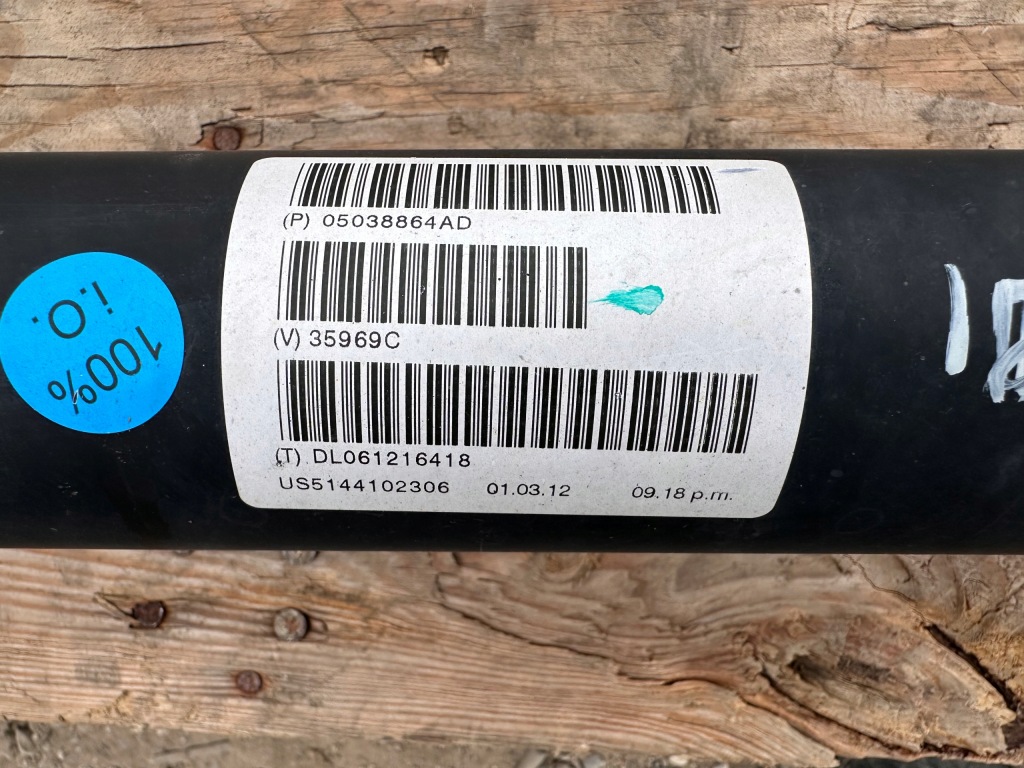 (P) 05038864AD
(V) 35969C
(T) DL061216418
US5144102306 01.03.12 09.18 p.m.
100%
i.O.